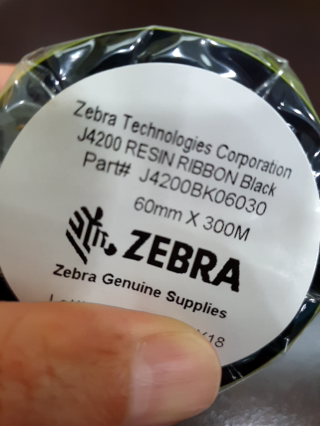 Zebra Technologies Corporation
J4200 RESIN RIBBON Black
Part# J4200BK06030
60mm X 300M
ZEBRA
Zebra Genuine Supplies